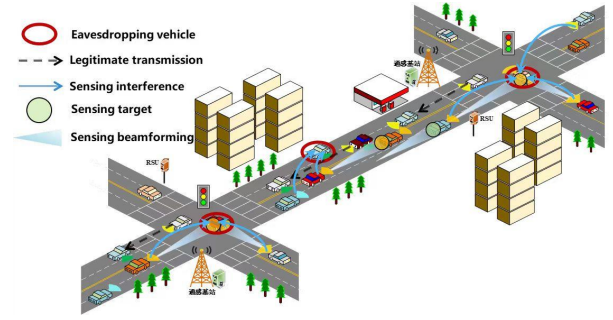 Eavesdropping vehicle
Legitimate transmission
Sensing interference
Sensing target
Sensing beamforming
通感基站
RSU
RSU
通感基站